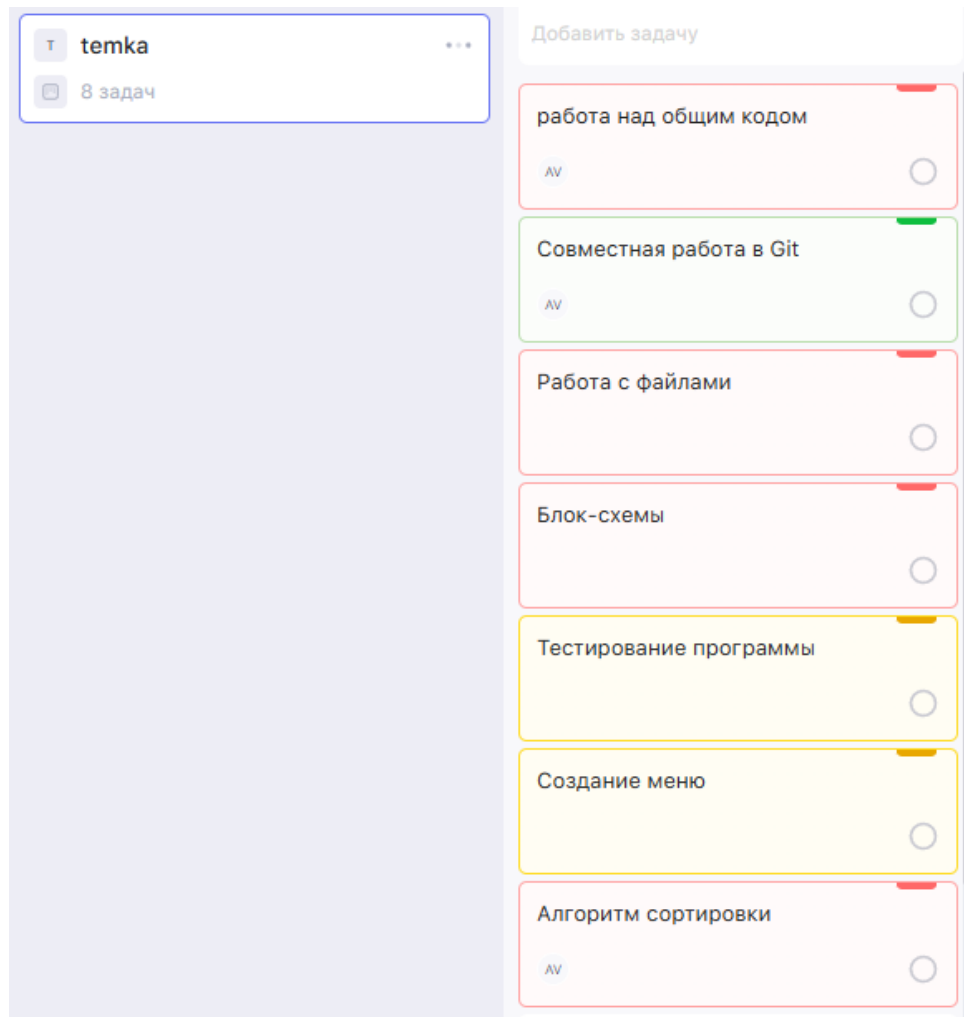 T temka
8 задач
Добавить задачу
работа над общим кодом
AV
Совместная работа в Git
AV
Работа с файлами
Блок-схемы
Тестирование программы
Создание меню
Алгоритм сортировки
AV